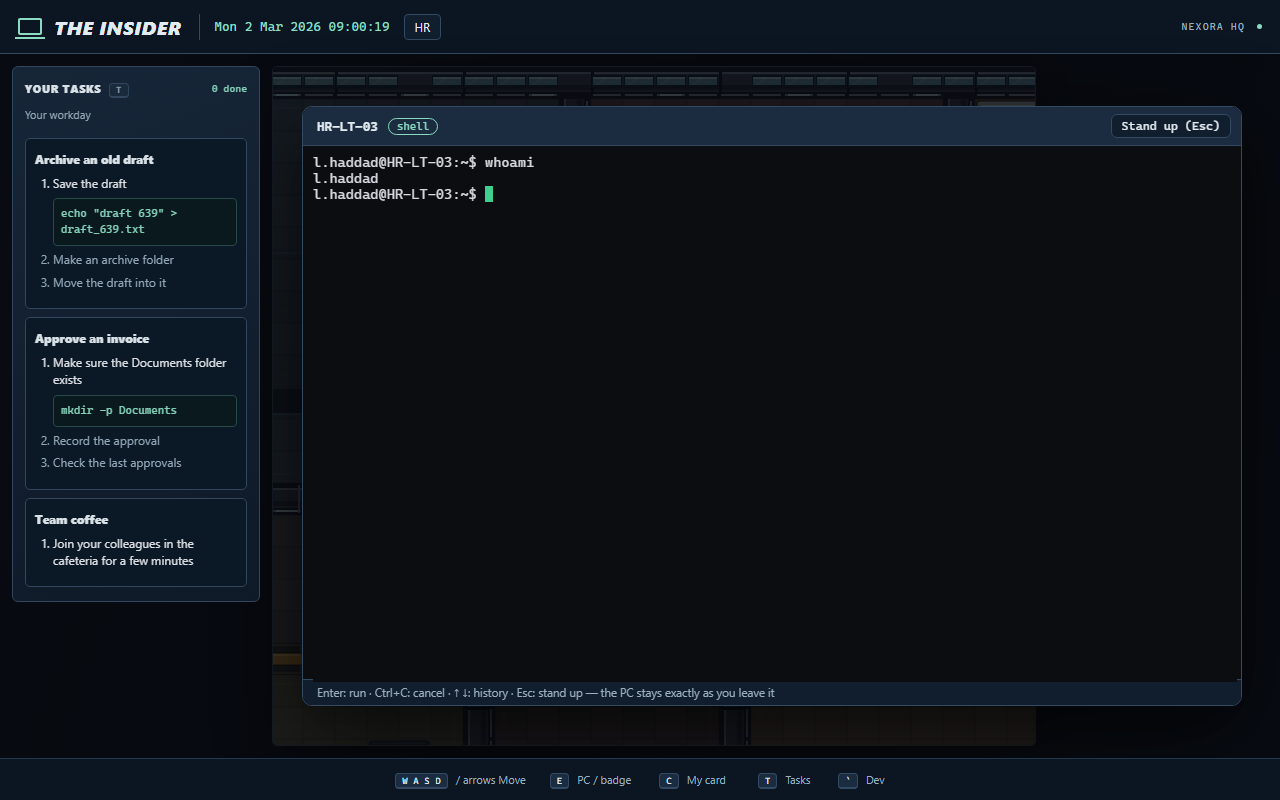 THE INSIDER
Mon 2 Mar 2026 09:00:19
HR
NEXORA HQ
YOUR TASKS T
0 done
Your workday
Archive an old draft
1. Save the draft
echo "draft 639" >
draft_639.txt
2. Make an archive folder
3. Move the draft into it
Approve an invoice
1. Make sure the Documents folder
exists
mkdir -p Documents
2. Record the approval
3. Check the last approvals
Team coffee
1. Join your colleagues in the
cafeteria for a few minutes
HR-LT-03 shell
Stand up (Esc)
l.haddad@HR-LT-03:~$ whoami
l.haddad
l.haddad@HR-LT-03:~$
Enter: run · Ctrl+C: cancel · ↑ ↓: history · Esc: stand up — the PC stays exactly as you leave it
W A S D / arrows Move
E PC / badge
C My card
T Tasks
` Dev